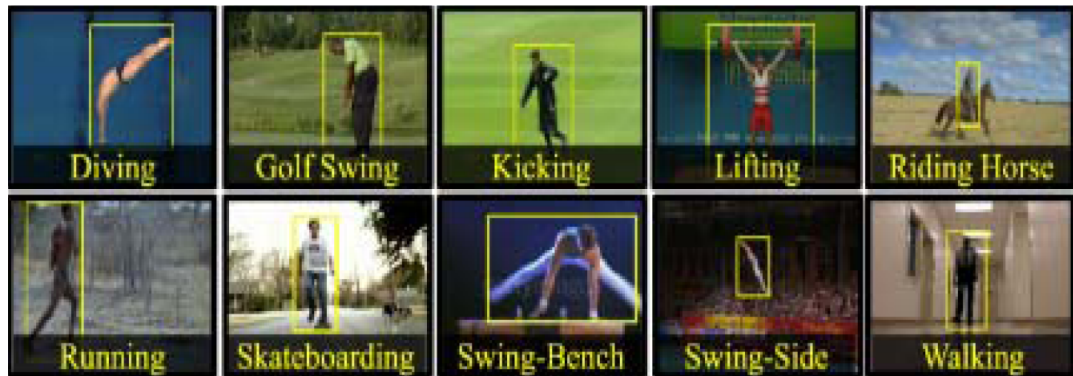 Diving
Golf Swing
Kicking
Lifting
Riding Horse
Running
Skateboarding
Swing-Bench
Swing-Side
Walking